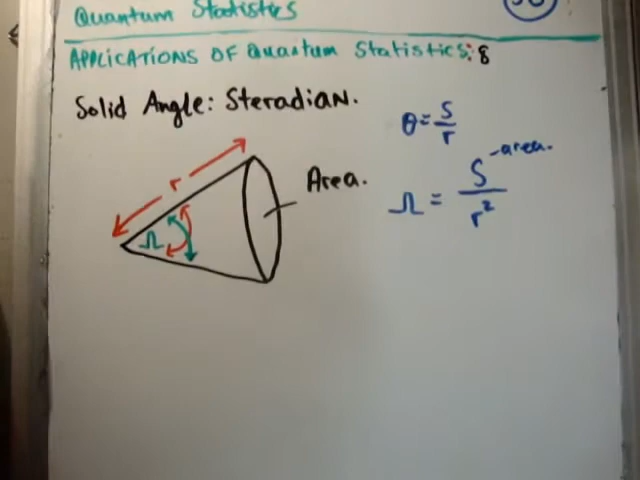 Quantum Statistics
APPLICATIONS OF Quantum Statistics: 8
Solid Angle: Steradian.
θ = S/r
r
Area.
Ω
Ω = S/r²
-area.